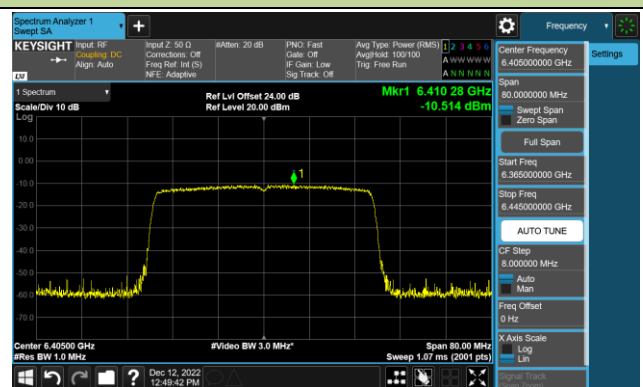 Spectrum Analyzer 1
Swept SA
Frequency
KEYSIGHT
Input: RF
Coupling: DC
Align: Auto
Input Z: 50 Ω
Corrections: Off
Freq Ref: Int (S)
NFE: Adaptive
#Atten: 20 dB
PNO: Fast
Gate: Off
IF Gain: Low
Sig Track: Off
Avg Type: Power (RMS)
Avg|Hold: 100/100
Trig: Free Run
1 2 3 4 5 6
A W W W W W
A N N N N N
LXI
1 Spectrum
Scale/Div 10 dB
Log
Ref Lvl Offset 24.00 dB
Ref Level 20.00 dBm
Mkr1 6.410 28 GHz
-10.514 dBm
10.0
0.00
-10.0
-20.0
-30.0
-40.0
-50.0
-60.0
-70.0
1
Center 6.40500 GHz
#Res BW 1.0 MHz
#Video BW 3.0 MHz*
Span 80.00 MHz
Sweep 1.07 ms (2001 pts)
Dec 12, 2022
12:49:42 PM
Center Frequency
6.405000000 GHz
Settings
Span
80.0000000 MHz
Swept Span
Zero Span
Full Span
Start Freq
6.365000000 GHz
Stop Freq
6.445000000 GHz
AUTO TUNE
CF Step
8.000000 MHz
Auto
Man
Freq Offset
0 Hz
X Axis Scale
Log
Lin
Signal Track